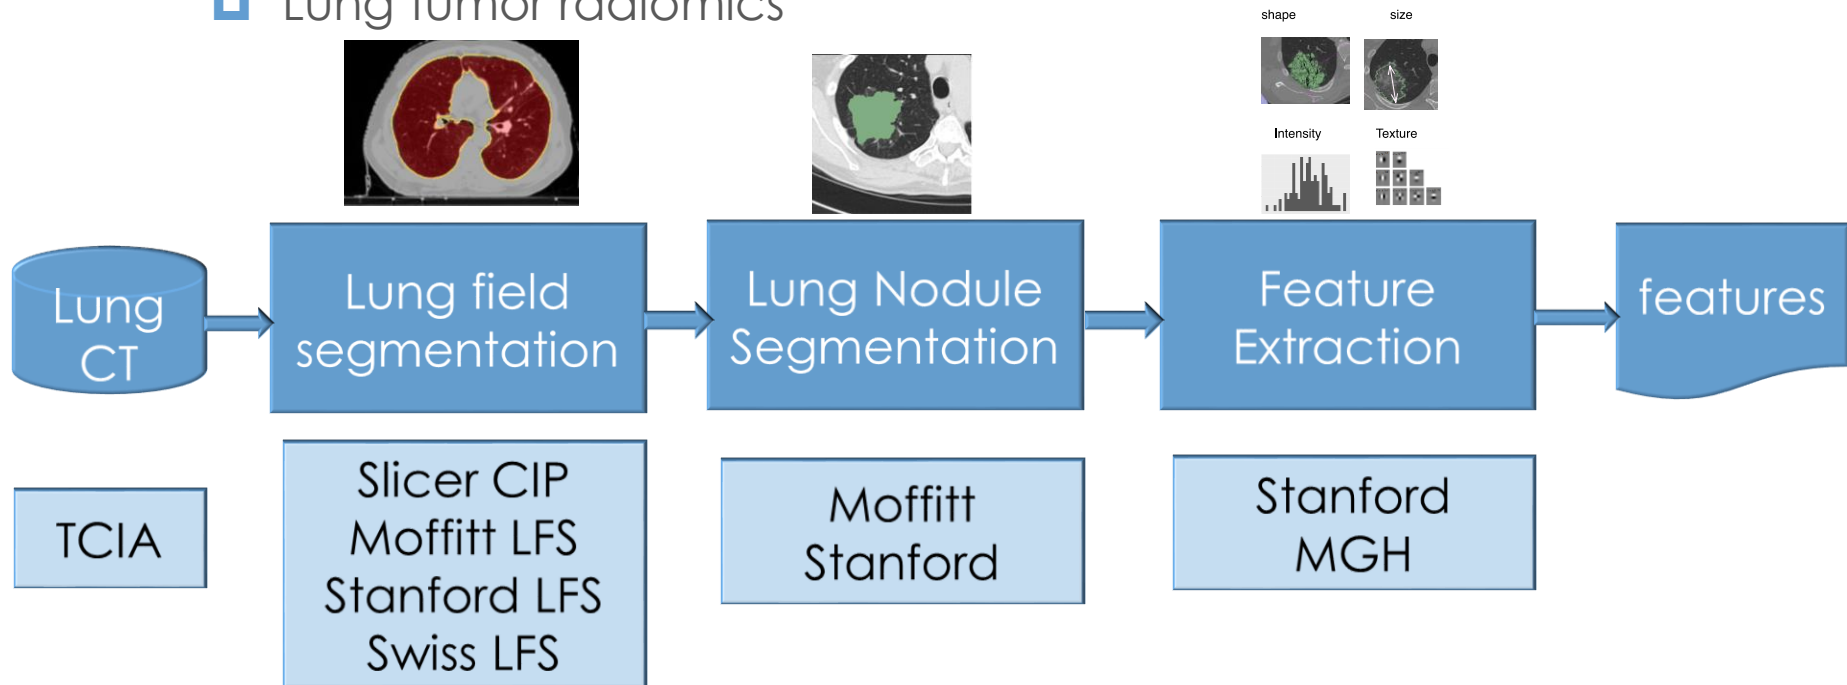 Lung tumor radiomics
shape
size
Intensity
Texture
Lung
CT
Lung field
segmentation
Lung Nodule
Segmentation
Feature
Extraction
features
TCIA
Slicer CIP
Moffitt LFS
Stanford LFS
Swiss LFS
Moffitt
Stanford
Stanford
MGH